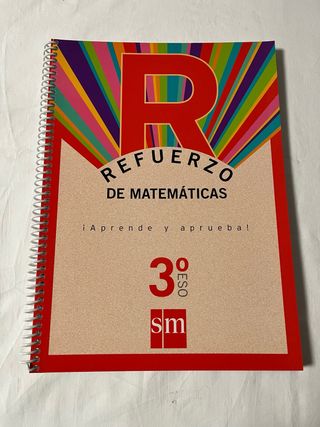 R
REFUERZO
DE MATEMÁTICAS
¡Aprende y aprueba!
3º ESO
sm